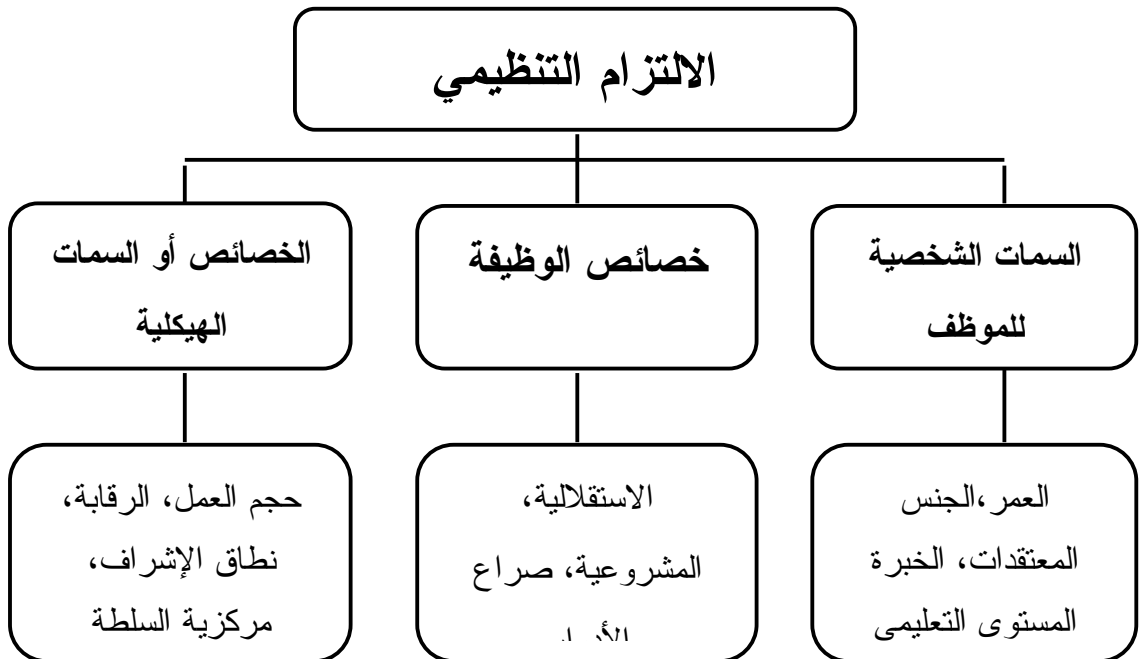 الالتزام التنظيمي
السمات الشخصية
للموظف
خصائص الوظيفة
الخصائص أو السمات
الهيكلية
العمر ،الجنس
المعتقدات، الخبرة
المستوى التعليمي
الاستقلالية،
المشروعية، صراع
حجم العمل، الرقابة،
نطاق الإشراف،
مركزية السلطة